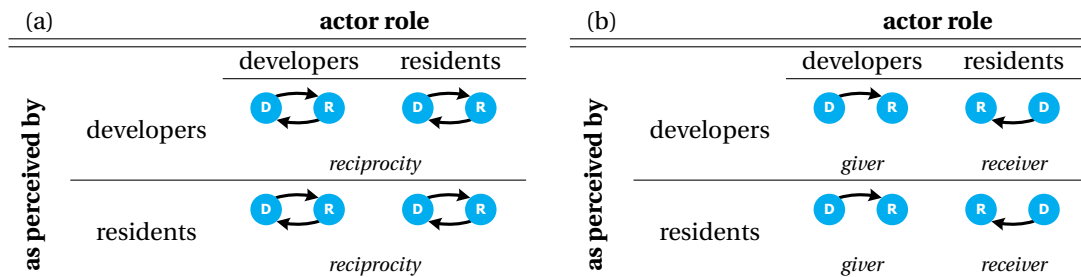 (a) actor role
developers residents
as perceived by
developers
D R D R
reciprocity
residents
D R D R
reciprocity
(b) actor role
developers residents
as perceived by
developers
D R R D
giver receiver
residents
D R R D
giver receiver